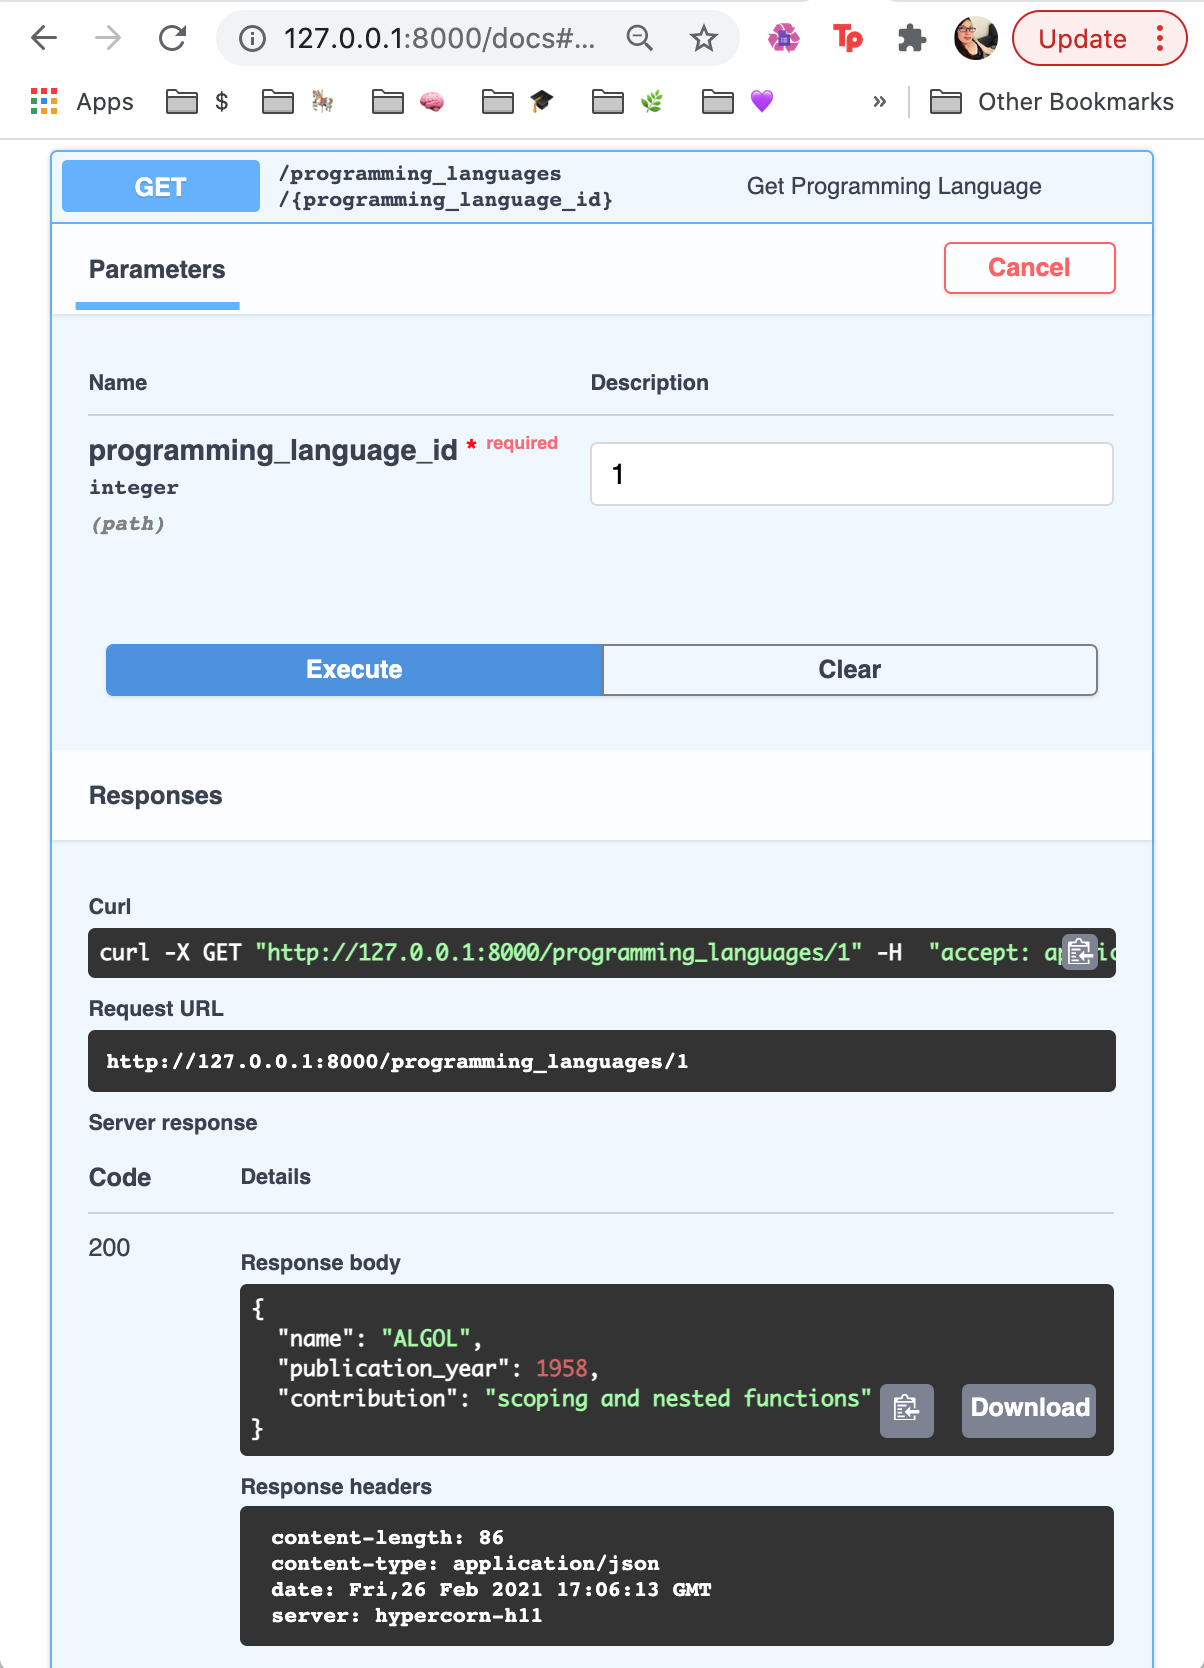 127.0.0.1:8000/docs#...
Tp
Update
Apps
$
»
Other Bookmarks
GET
/programming_languages
/{programming_language_id}
Get Programming Language
Parameters
Cancel
Name
Description
programming_language_id * required
integer
(path)
1
Execute
Clear
Responses
Curl
curl -X GET "http://127.0.0.1:8000/programming_languages/1" -H  "accept:
Request URL
http://127.0.0.1:8000/programming_languages/1
Server response
Code
Details
200
Response body
{
  "name": "ALGOL",
  "publication_year": 1958,
  "contribution": "scoping and nested functions"
}
Download
Response headers
content-length: 86
content-type: application/json
date: Fri,26 Feb 2021 17:06:13 GMT
server: hypercorn-h11